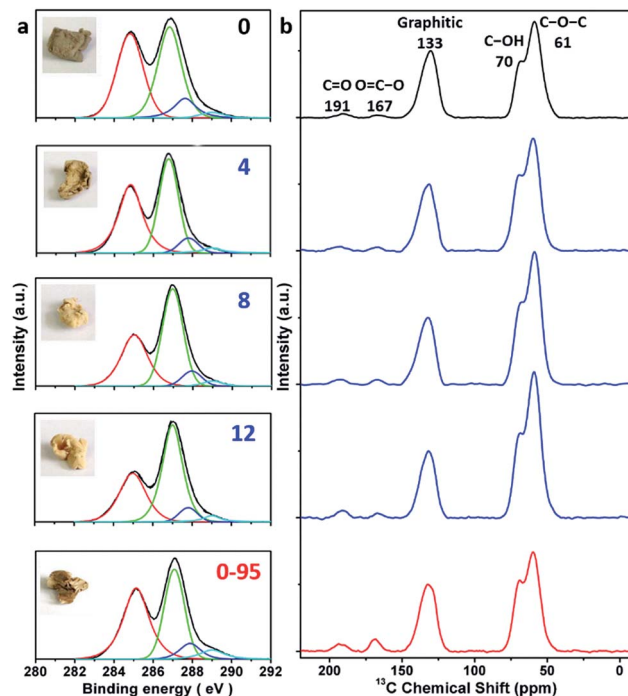 a
0
4
8
12
0-95
Intensity (a.u.)
280 282 284 286 288 290 292
Binding energy ( eV )
b
Graphitic
133
C–O–C
61
C–OH
70
C=O O=C–O
191 167
Intensity (a.u.)
200 150 100 50 0
13C Chemical Shift (ppm)